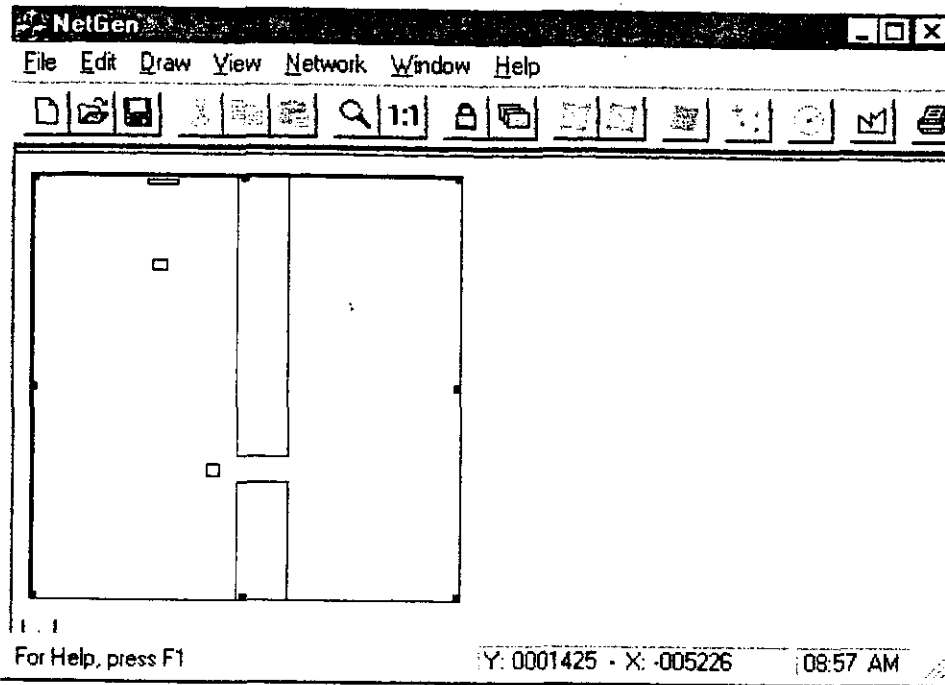 NetGen
File Edit Draw View Network Window Help
1:1
For Help, press F1 Y: 0001425 - X: -005226 08:57 AM